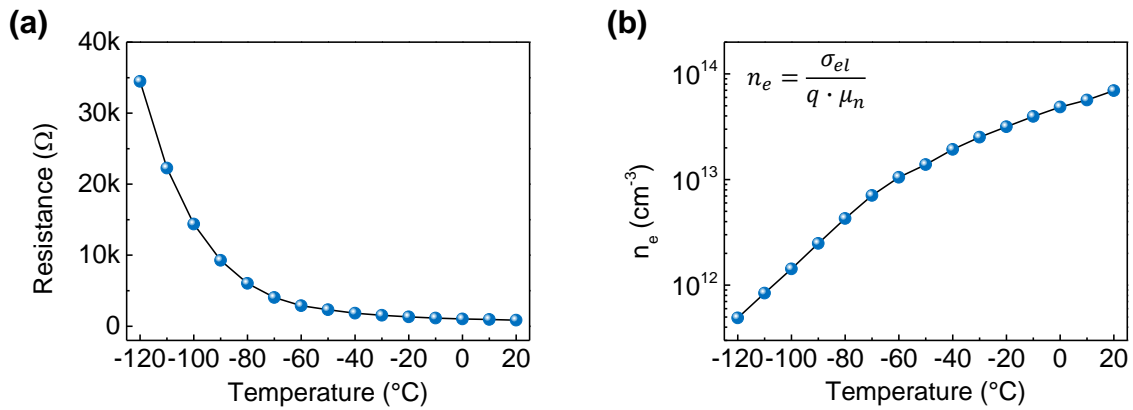 (a)
40k
30k
20k
10k
0
Resistance (Ω)
-120 -100 -80 -60 -40 -20 0 20
Temperature (°C)
(b)
10^14
10^13
10^12
n_e (cm^-3)
n_e = σ_el / (q · μ_n)
-120 -100 -80 -60 -40 -20 0 20
Temperature (°C)